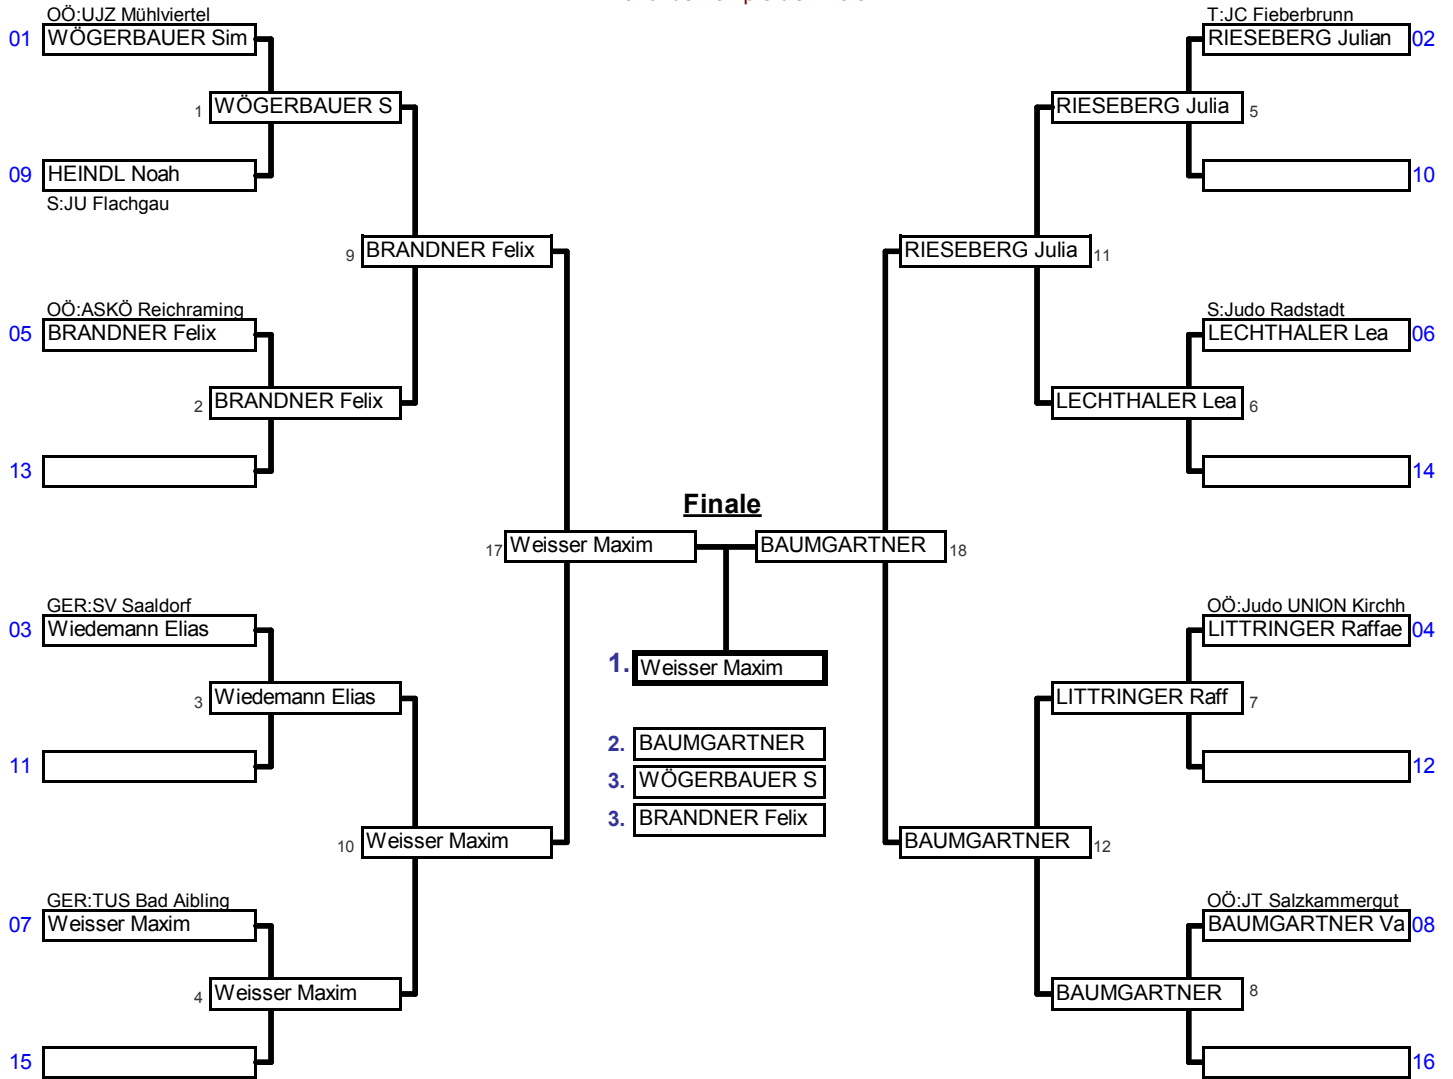 OÖ:UJZ Mühlviertel
01 WÖGERBAUER Sim
1 WÖGERBAUER S
09 HEINDL Noah
S:JU Flachgau
9 BRANDNER Felix
OÖ:ASKÖ Reichraming
05 BRANDNER Felix
2 BRANDNER Felix
13
17 Weisser Maxim
GER:SV Saaldorf
03 Wiedemann Elias
3 Wiedemann Elias
11
10 Weisser Maxim
GER:TUS Bad Aibling
07 Weisser Maxim
4 Weisser Maxim
15
Finale
1. Weisser Maxim
2. BAUMGARTNER
3. WÖGERBAUER S
3. BRANDNER Felix
T:JC Fieberbrunn
RIESEBERG Julian 02
RIESEBERG Julia 5
10
RIESEBERG Julia 11
S:Judo Radstadt
LECHTHALER Lea 06
LECHTHALER Lea 6
14
BAUMGARTNER 18
OÖ:Judo UNION Kirchh
LITTRINGER Raffae 04
LITTRINGER Raff 7
12
BAUMGARTNER 12
OÖ:JT Salzkammergut
BAUMGARTNER Va 08
BAUMGARTNER 8
16